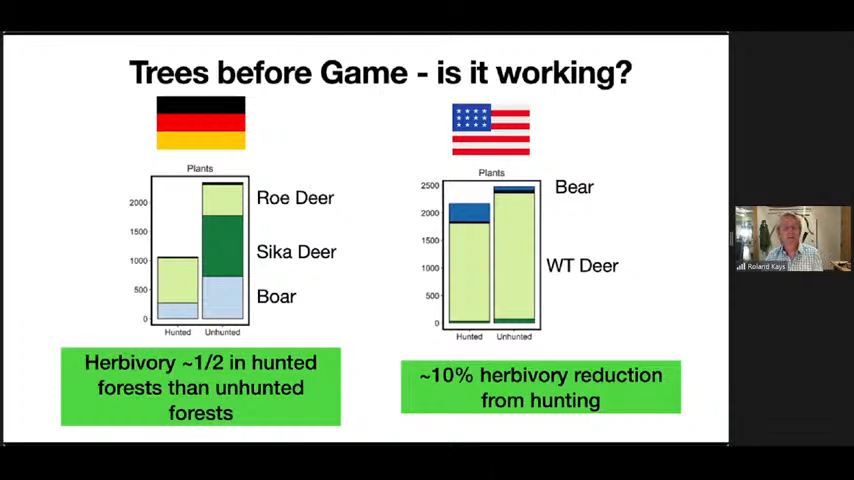 Trees before Game - is it working?
Plants
2000
1500
1000
500
0
Hunted Unhunted
Roe Deer
Sika Deer
Boar
Herbivory ~1/2 in hunted
forests than unhunted
forests
Plants
2500
2000
1500
1000
500
0
Hunted Unhunted
Bear
WT Deer
~10% herbivory reduction
from hunting
Roland Kays